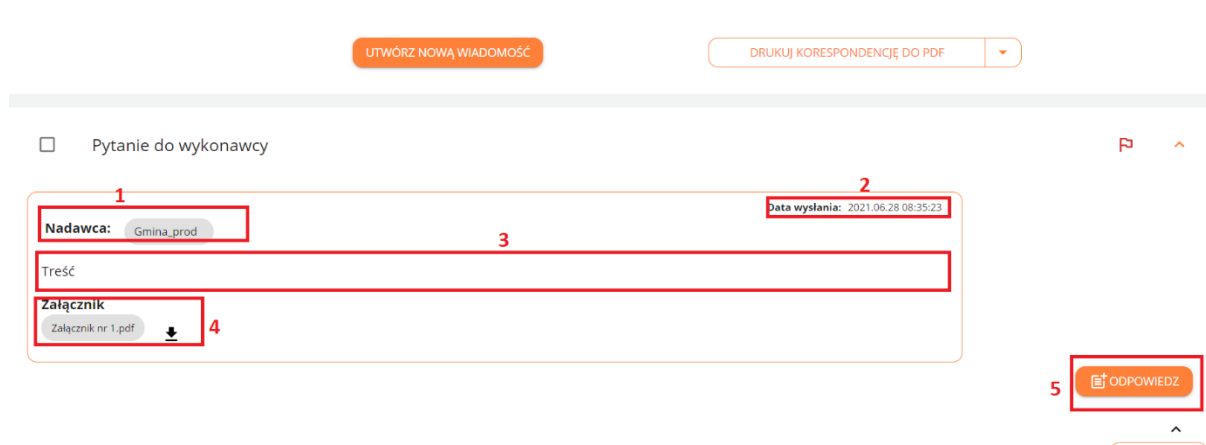 UTWÓRZ NOWĄ WIADOMOŚĆ
DRUKUJ KORESPONDENCJĘ DO PDF
Pytanie do wykonawcy
1
2
Data wysłania: 2021.06.28 08:35:23
Nadawca: Gmina_prod
3
Treść
Załącznik
Załącznik nr 1.pdf
4
5
ODPOWIEDZ